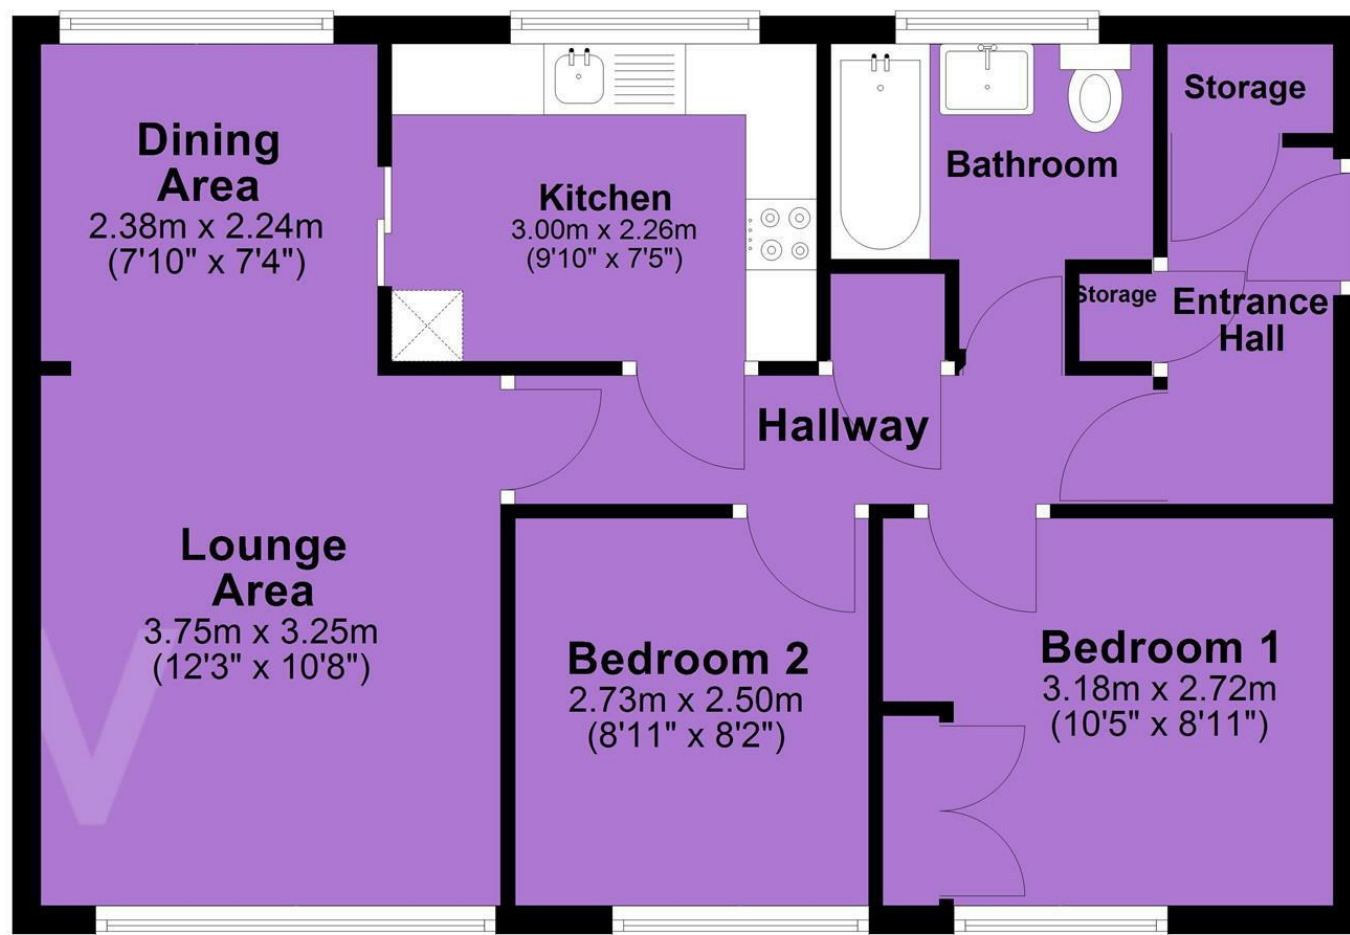 Dining
Area
2.38m x 2.24m
(7'10" x 7'4")
Kitchen
3.00m x 2.26m
(9'10" x 7'5")
Bathroom
Storage
Storage
Entrance
Hall
Hallway
Lounge
Area
3.75m x 3.25m
(12'3" x 10'8")
Bedroom 2
2.73m x 2.50m
(8'11" x 8'2")
Bedroom 1
3.18m x 2.72m
(10'5" x 8'11")